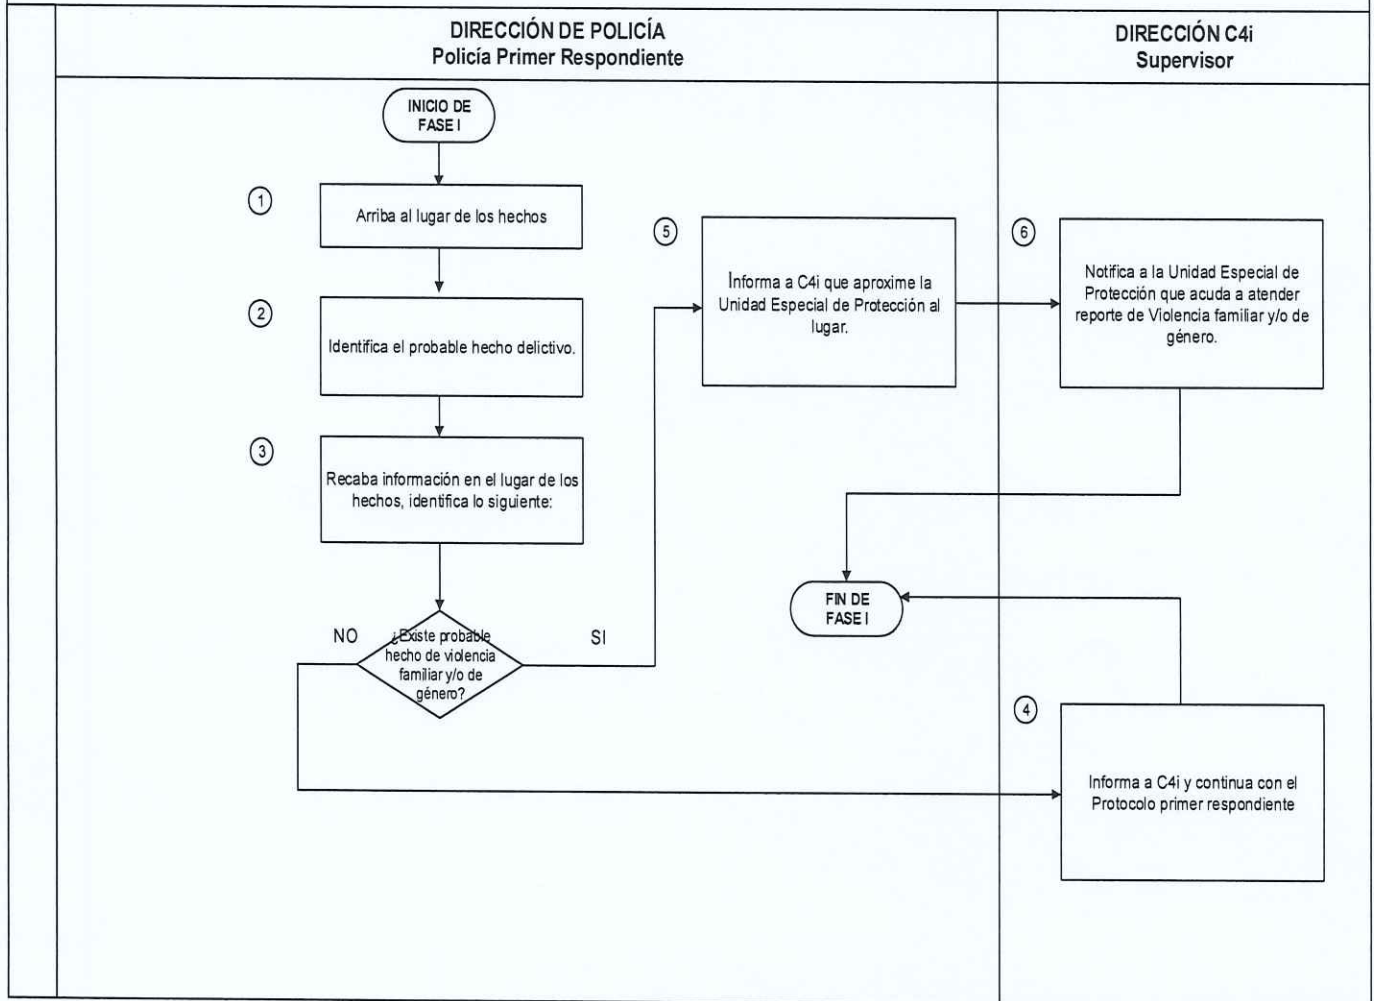 DIRECCIÓN DE POLICÍA
Policía Primer Respondiente
DIRECCIÓN C4i
Supervisor
INICIO DE
FASE I
1
Arriba al lugar de los hechos
2
Identifica el probable hecho delictivo.
3
Recaba información en el lugar de los
hechos, identifica lo siguiente:
NO
¿Existe probable
hecho de violencia
familiar y/o de
género?
SI
5
Informa a C4i que aproxime la
Unidad Especial de Protección al
lugar.
6
Notifica a la Unidad Especial de
Protección que acuda a atender
reporte de Violencia familiar y/o de
género.
FIN DE
FASE I
4
Informa a C4i y continua con el
Protocolo primer respondiente